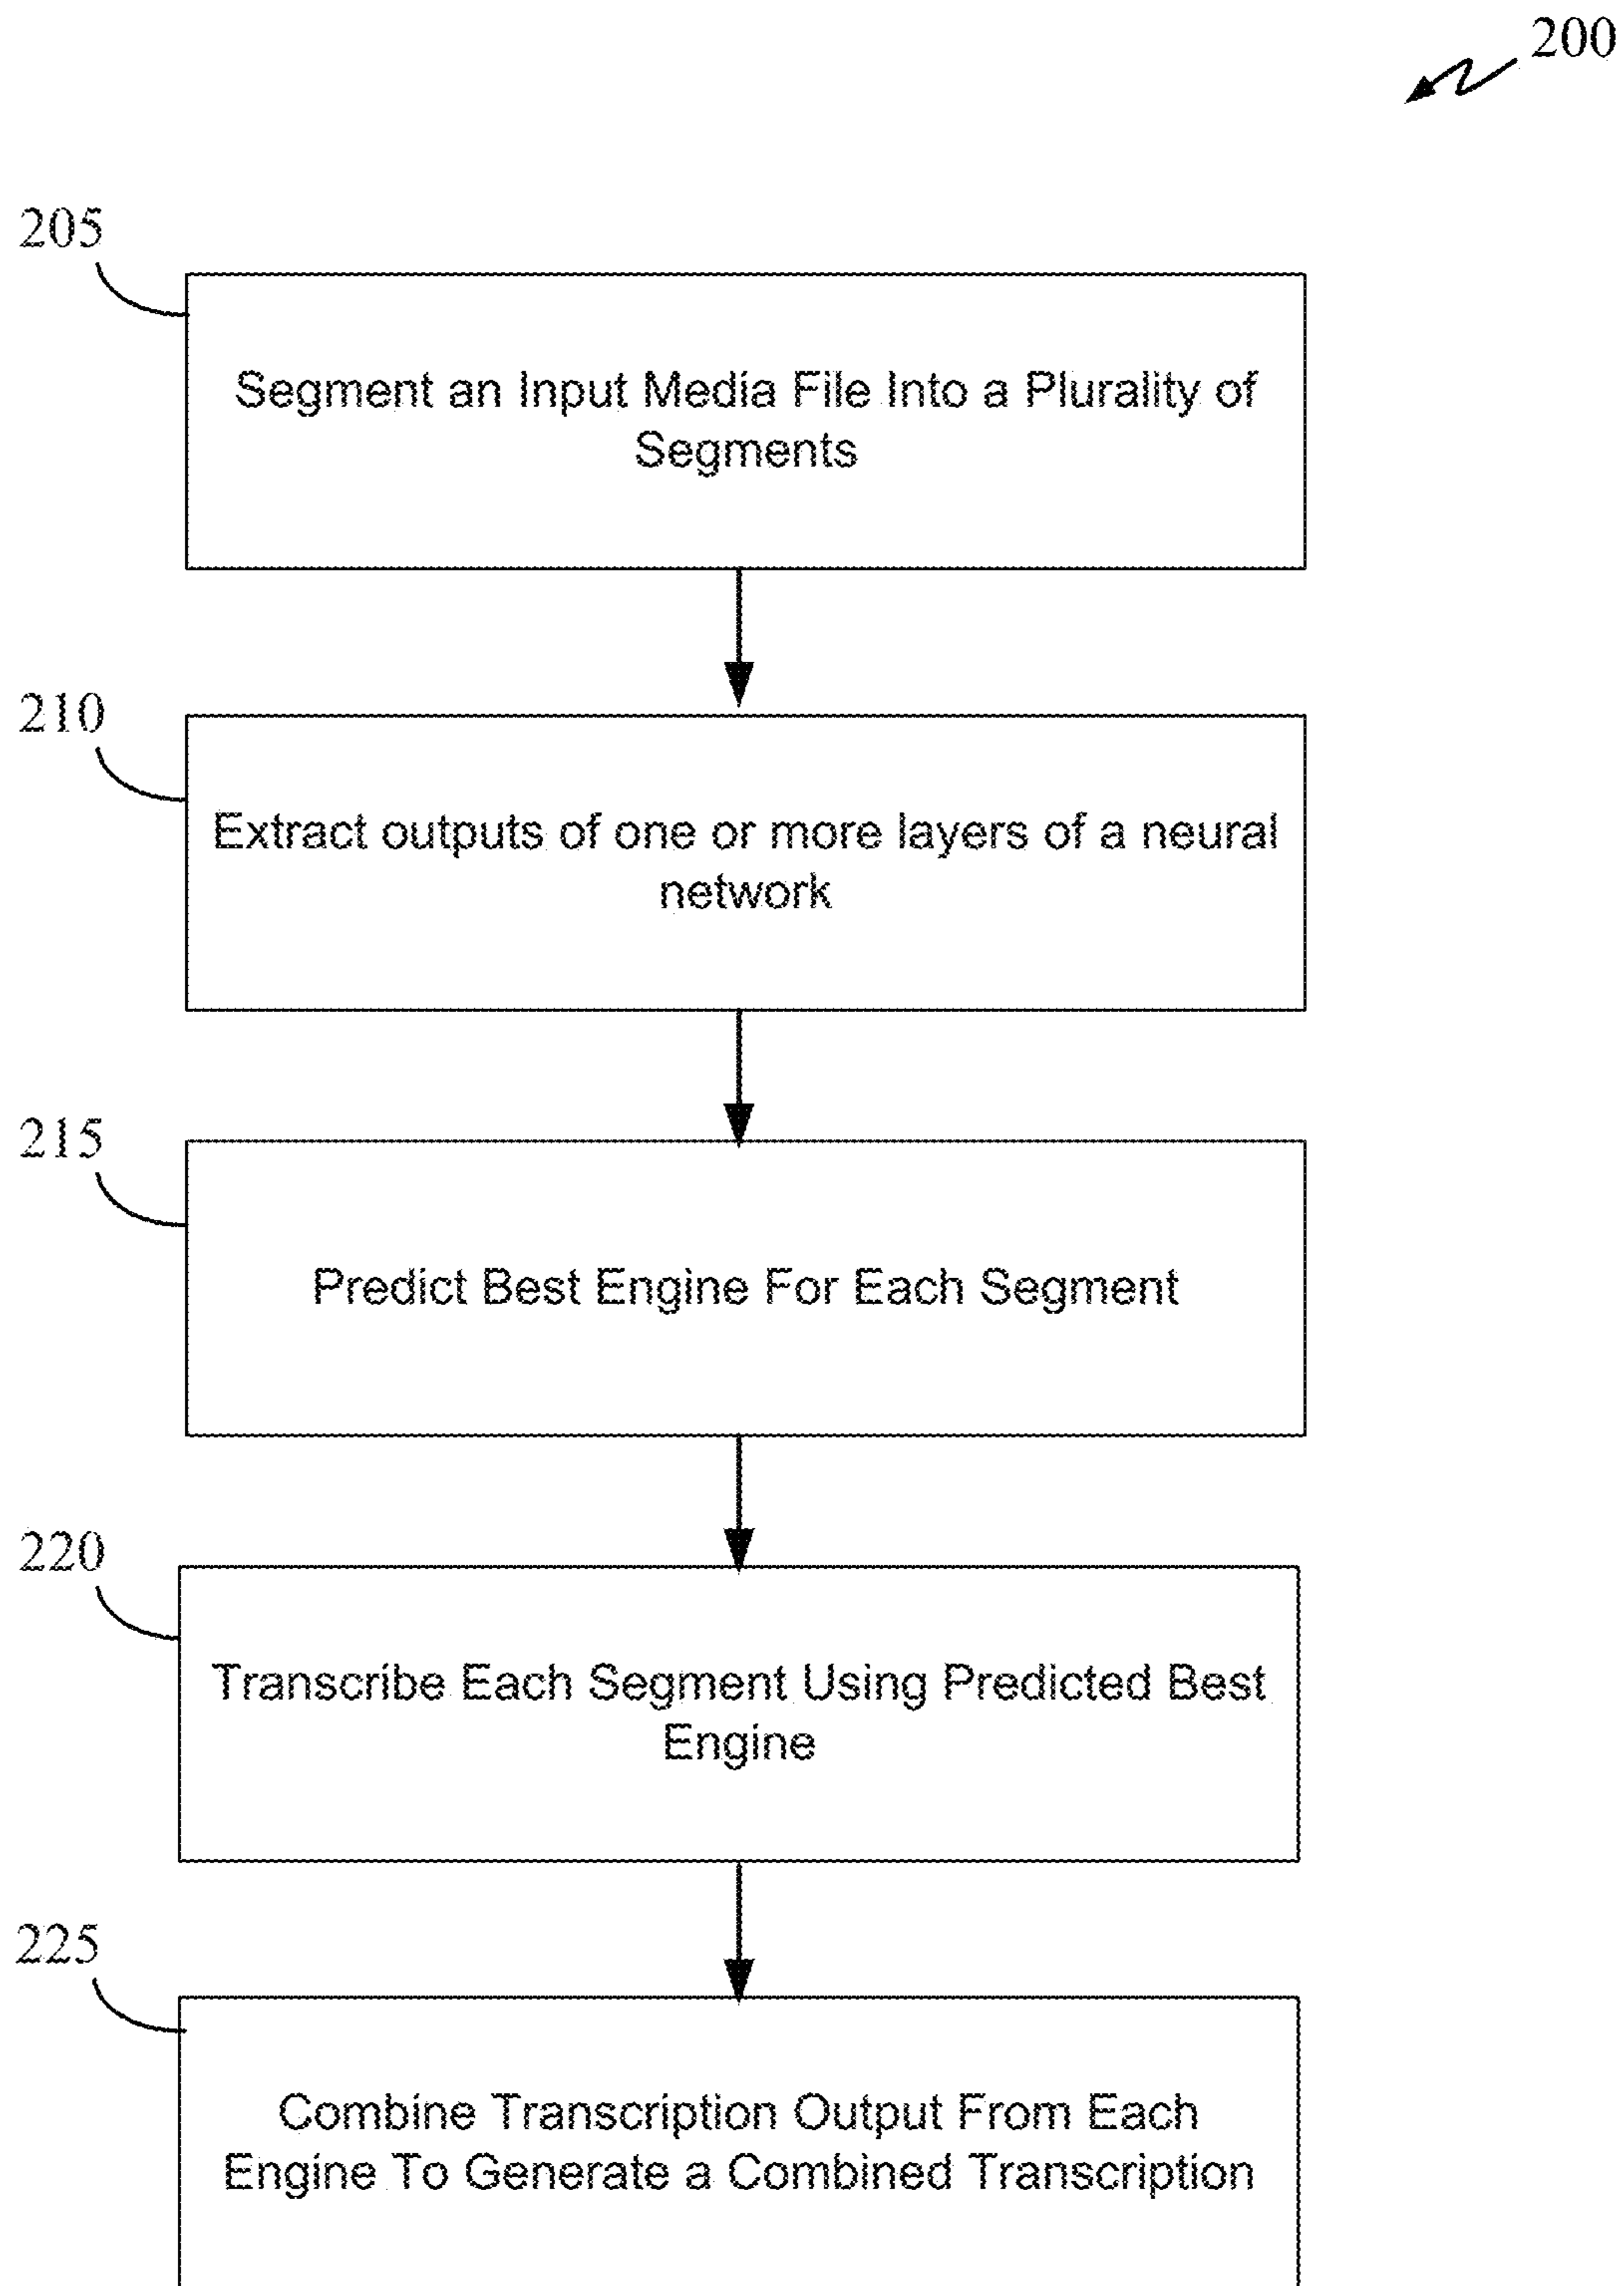 200
205
Segment an Input Media File Into a Plurality of
Segments
210
Extract outputs of one or more layers of a neural
network
215
Predict Best Engine For Each Segment
220
Transcribe Each Segment Using Predicted Best
Engine
225
Combine Transcription Output From Each
Engine To Generate a Combined Transcription